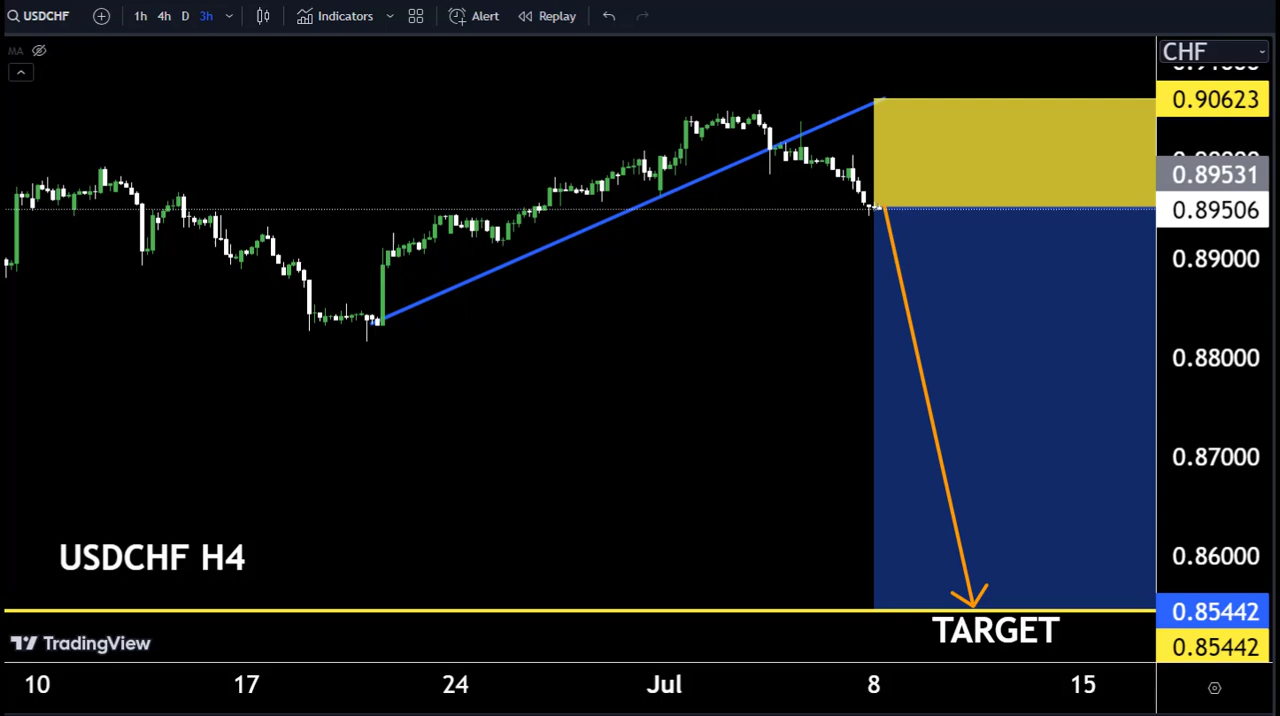 USDCHF 1h 4h D 3h Indicators Alert Replay
MA
CHF
0.90623
0.89531
0.89506
0.89000
0.88000
0.87000
0.86000
USDCHF H4
0.85442
TARGET
0.85442
TradingView
10 17 24 Jul 8 15